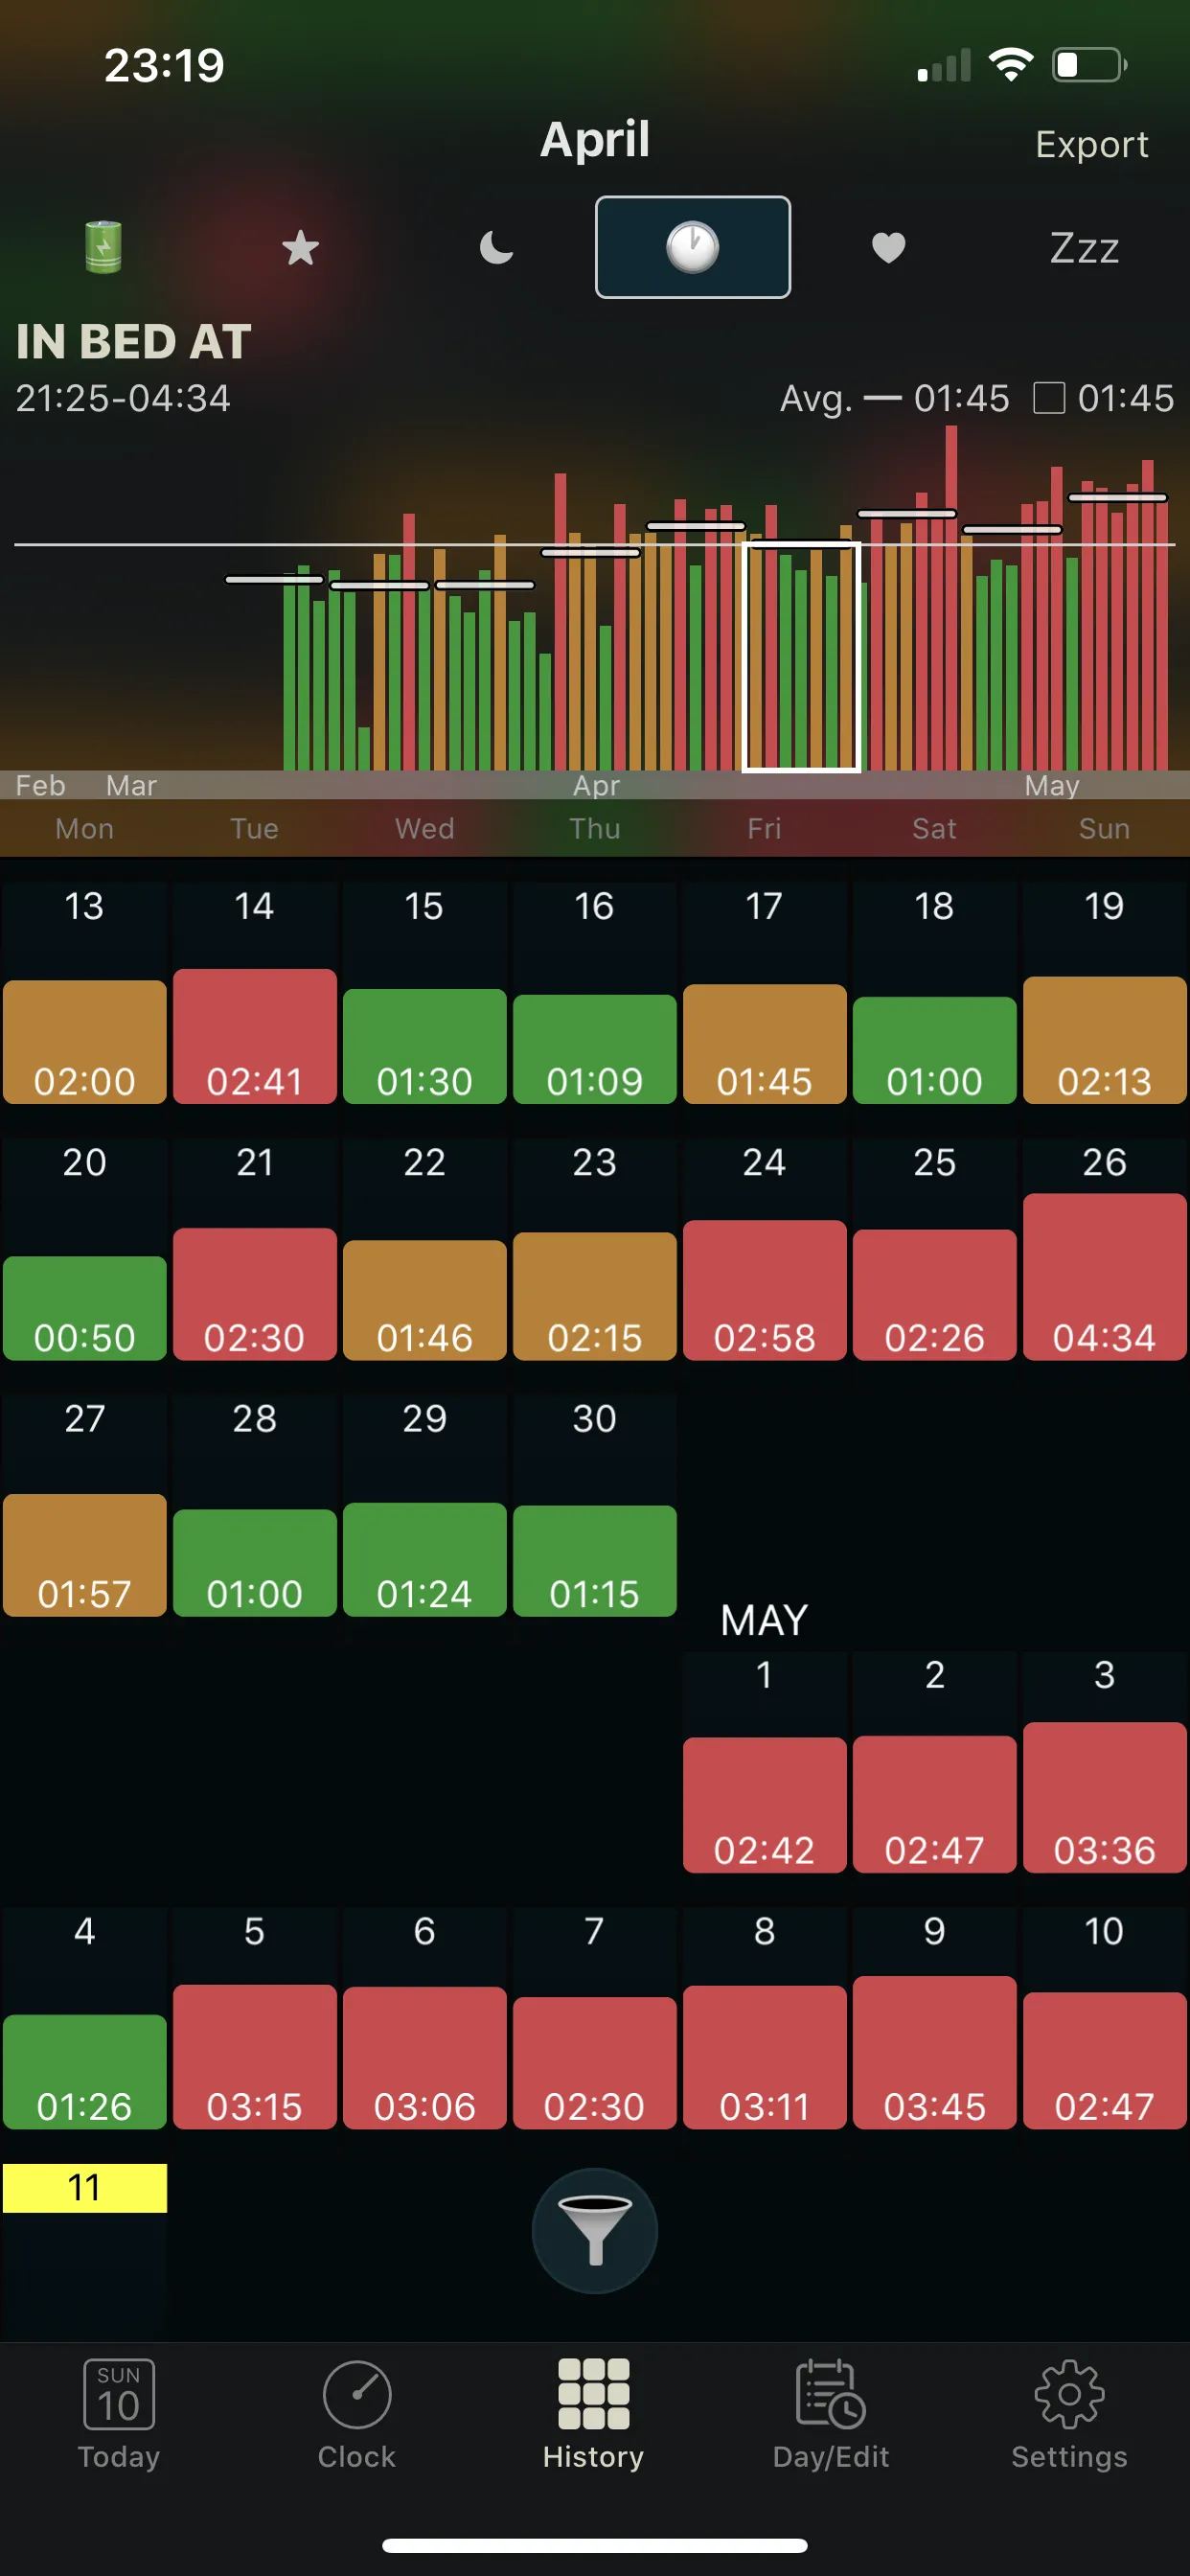 23:19
April
Export
Zzz
IN BED AT
21:25-04:34
Avg. 01:45 01:45
Feb Mar Apr May
Mon Tue Wed Thu Fri Sat Sun
13 14 15 16 17 18 19
02:00 02:41 01:30 01:09 01:45 01:00 02:13
20 21 22 23 24 25 26
00:50 02:30 01:46 02:15 02:58 02:26 04:34
27 28 29 30
01:57 01:00 01:24 01:15
MAY
1 2 3
02:42 02:47 03:36
4 5 6 7 8 9 10
01:26 03:15 03:06 02:30 03:11 03:45 02:47
11
SUN
10
Today Clock History Day/Edit Settings